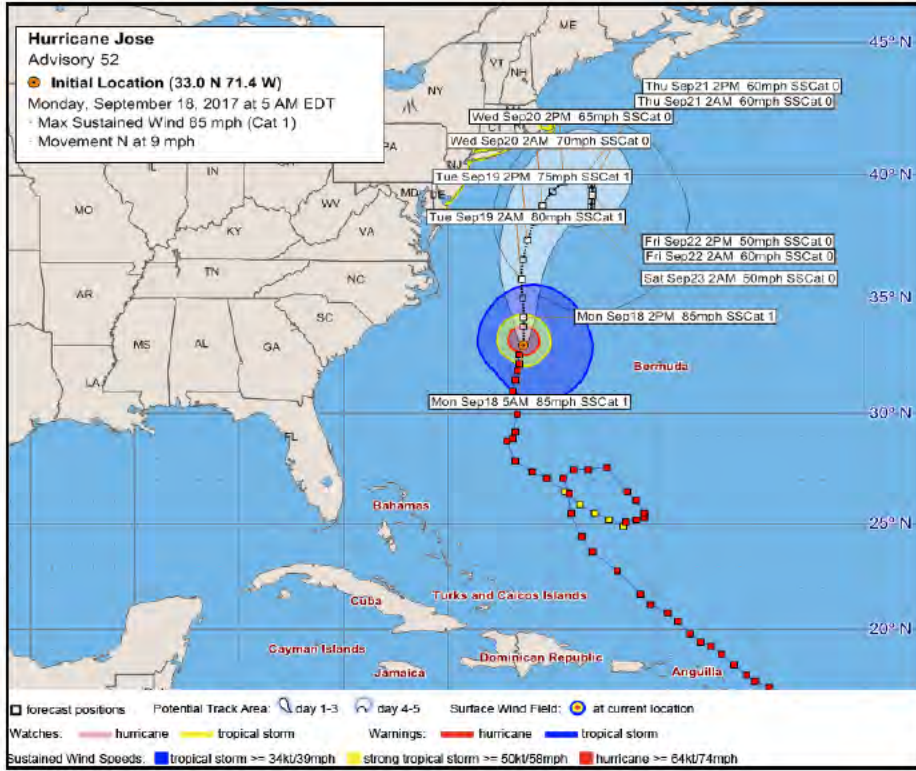 Hurricane Jose
Advisory 52
Initial Location (33.0 N 71.4 W)
Monday, September 18, 2017 at 5 AM EDT
· Max Sustained Wind 85 mph (Cat 1)
· Movement N at 9 mph
ME
45° N
VT
NH
NY
Thu Sep21 2PM 60mph SSCat 0
Thu Sep21 2AM 60mph SSCat 0
Wed Sep20 2PM 65mph SSCat 0
CT
Wed Sep20 2AM 70mph SSCat 0
PA
NJ
40° N
Tue Sep19 2PM 75mph SSCat 1
IL
IN
OH
MD
DE
WV
MO
Tue Sep19 2AM 80mph SSCat 1
KY
VA
Fri Sep22 2PM 50mph SSCat 0
Fri Sep22 2AM 60mph SSCat 0
Sat Sep23 2AM 50mph SSCat 0
TN
NC
AR
35° N
SC
Mon Sep18 2PM 85mph SSCat 1
MS
AL
GA
Bermuda
LA
Mon Sep18 5AM 85mph SSCat 1
30° N
FL
Bahamas
25° N
Cuba
Turks and Caicos Islands
20° N
Cayman Islands
Dominican Republic
Jamaica
Anguilla
forecast positions Potential Track Area: day 1-3 day 4-5 Surface Wind Field: at current location
Watches: hurricane tropical storm Warnings: hurricane tropical storm
Sustained Wind Speeds: tropical storm >= 34kt/39mph strong tropical storm >= 50kt/58mph hurricane >= 64kt/74mph